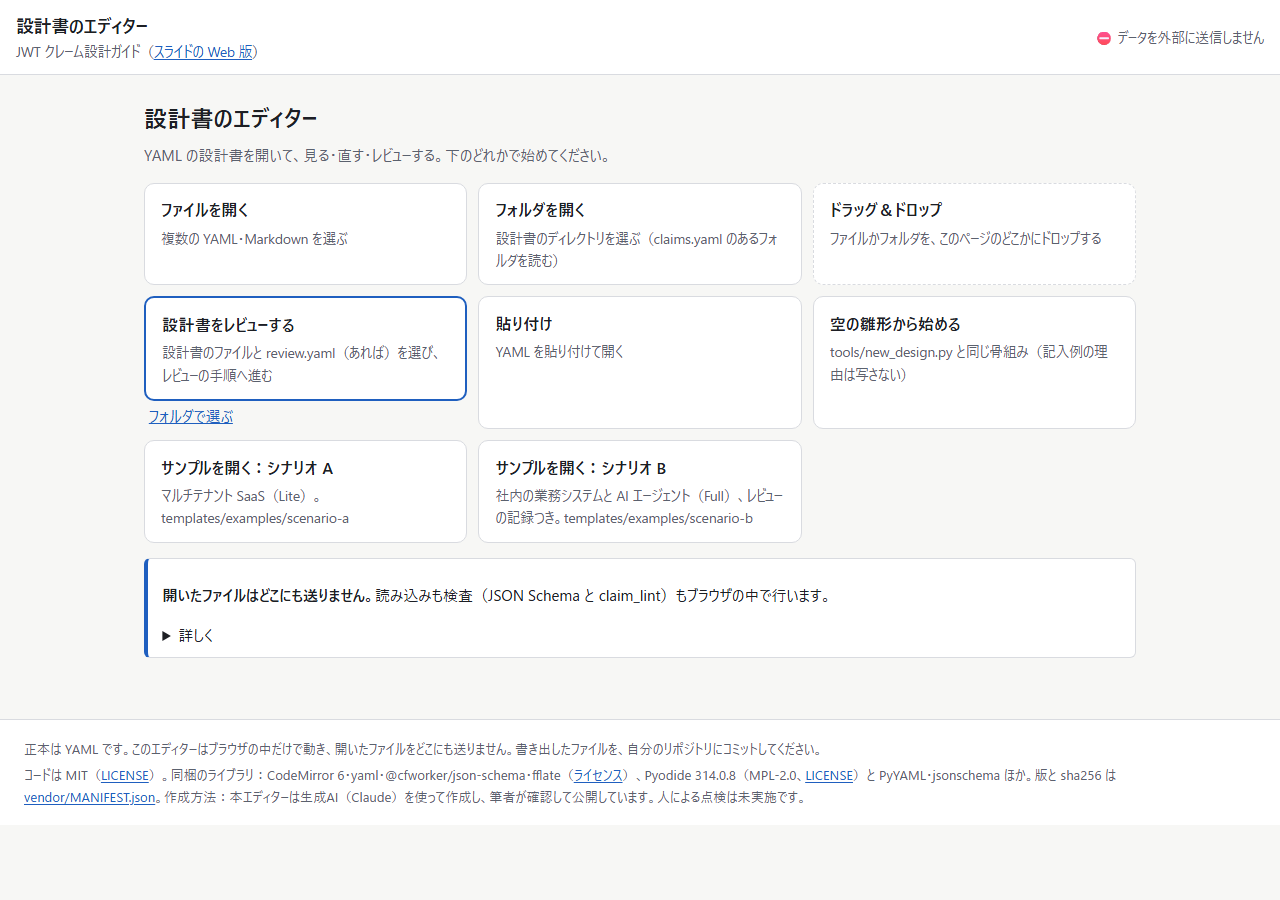 設計書のエディター
JWT クレーム設計ガイド（スライドの Web 版）
データを外部に送信しません
設計書のエディター
YAML の設計書を開いて、見る・直す・レビューする。下のどれかで始めてください。
ファイルを開く
複数の YAML・Markdown を選ぶ
フォルダを開く
設計書のディレクトリを選ぶ（claims.yaml のあるフォ
ルダを読む）
ドラッグ＆ドロップ
ファイルかフォルダを、このページのどこかにドロップする
設計書をレビューする
設計書のファイルと review.yaml（あれば）を選び、
レビューの手順へ進む
フォルダで選ぶ
貼り付け
YAML を貼り付けて開く
空の雛形から始める
tools/new_design.py と同じ骨組み（記入例の理
由は写さない）
サンプルを開く：シナリオ A
マルチテナント SaaS（Lite）。
templates/examples/scenario-a
サンプルを開く：シナリオ B
社内の業務システムと AI エージェント（Full）、レビュー
の記録つき。templates/examples/scenario-b
開いたファイルはどこにも送りません。読み込みも検査（JSON Schema と claim_lint）もブラウザの中で行います。
▶ 詳しく
正本は YAML です。このエディターはブラウザの中だけで動き、開いたファイルをどこにも送りません。書き出したファイルを、自分のリポジトリにコミットしてください。
コードは MIT（LICENSE）。同梱のライブラリ：CodeMirror 6・yaml・@cfworker/json-schema・fflate（ライセンス）、Pyodide 314.0.8（MPL-2.0、LICENSE）と PyYAML・jsonschema ほか。版と sha256 は
vendor/MANIFEST.json。作成方法：本エディターは生成AI（Claude）を使って作成し、筆者が確認して公開しています。人による点検は未実施です。